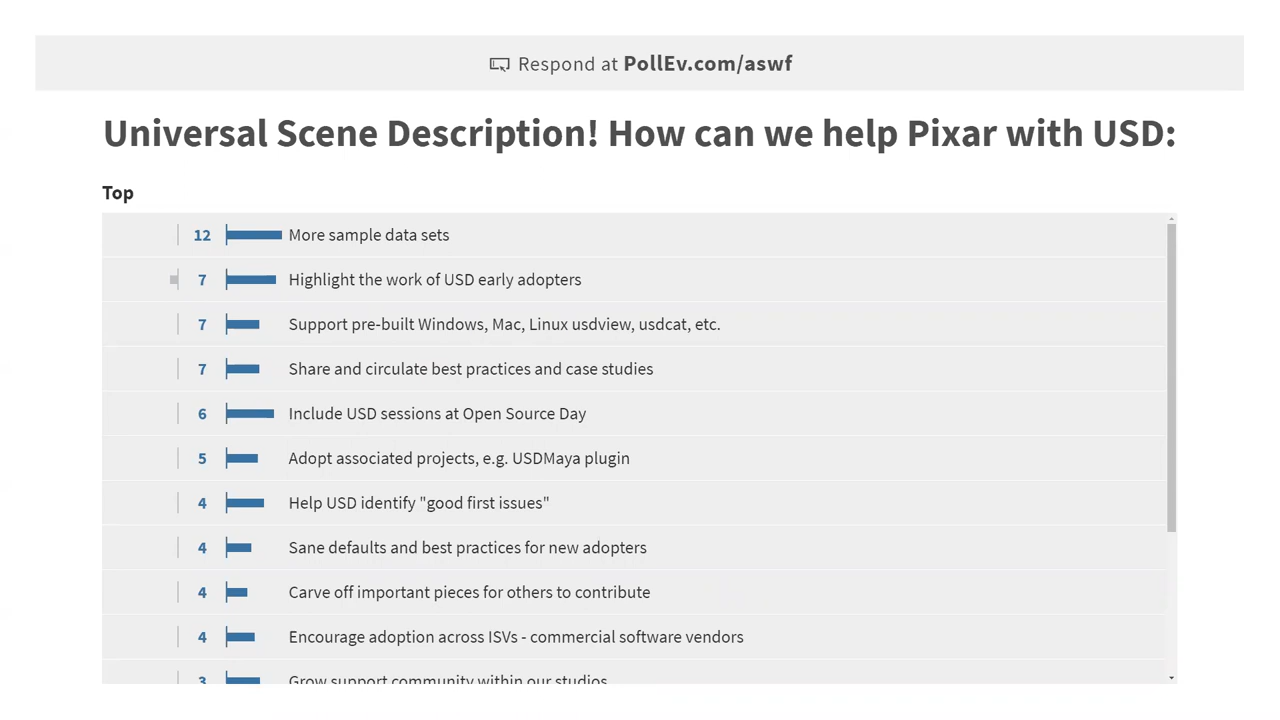 Respond at PollEv.com/aswf
Universal Scene Description! How can we help Pixar with USD:
Top
12 More sample data sets
7 Highlight the work of USD early adopters
7 Support pre-built Windows, Mac, Linux usdview, usdcat, etc.
7 Share and circulate best practices and case studies
6 Include USD sessions at Open Source Day
5 Adopt associated projects, e.g. USDMaya plugin
4 Help USD identify "good first issues"
4 Sane defaults and best practices for new adopters
4 Carve off important pieces for others to contribute
4 Encourage adoption across ISVs - commercial software vendors
3 Grow support community within our studios